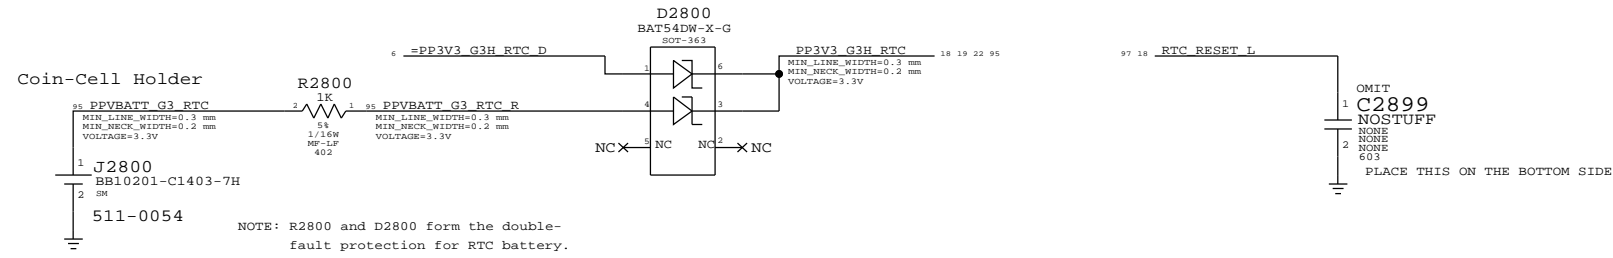 D2800
BAT54DW-X-G
SOT-363
6 =PP3V3_G3H_RTC_D
1
6
PP3V3_G3H_RTC 18 19 22 95
MIN_LINE_WIDTH=0.3 mm
MIN_NECK_WIDTH=0.2 mm
VOLTAGE=3.3V
97 18 RTC_RESET_L
Coin-Cell Holder
R2800
1K
2
1
5%
1/16W
MF-LF
402
95 PPVBATT_G3_RTC
MIN_LINE_WIDTH=0.3 mm
MIN_NECK_WIDTH=0.2 mm
VOLTAGE=3.3V
95 PPVBATT_G3_RTC_R
MIN_LINE_WIDTH=0.3 mm
MIN_NECK_WIDTH=0.2 mm
VOLTAGE=3.3V
4
3
NC 5 NC
NC 2 NC
OMIT
1 C2899
NOSTUFF
NONE
NONE
2 NONE
603
PLACE THIS ON THE BOTTOM SIDE
1 J2800
BB10201-C1403-7H
2 SM
511-0054
NOTE: R2800 and D2800 form the double-
fault protection for RTC battery.